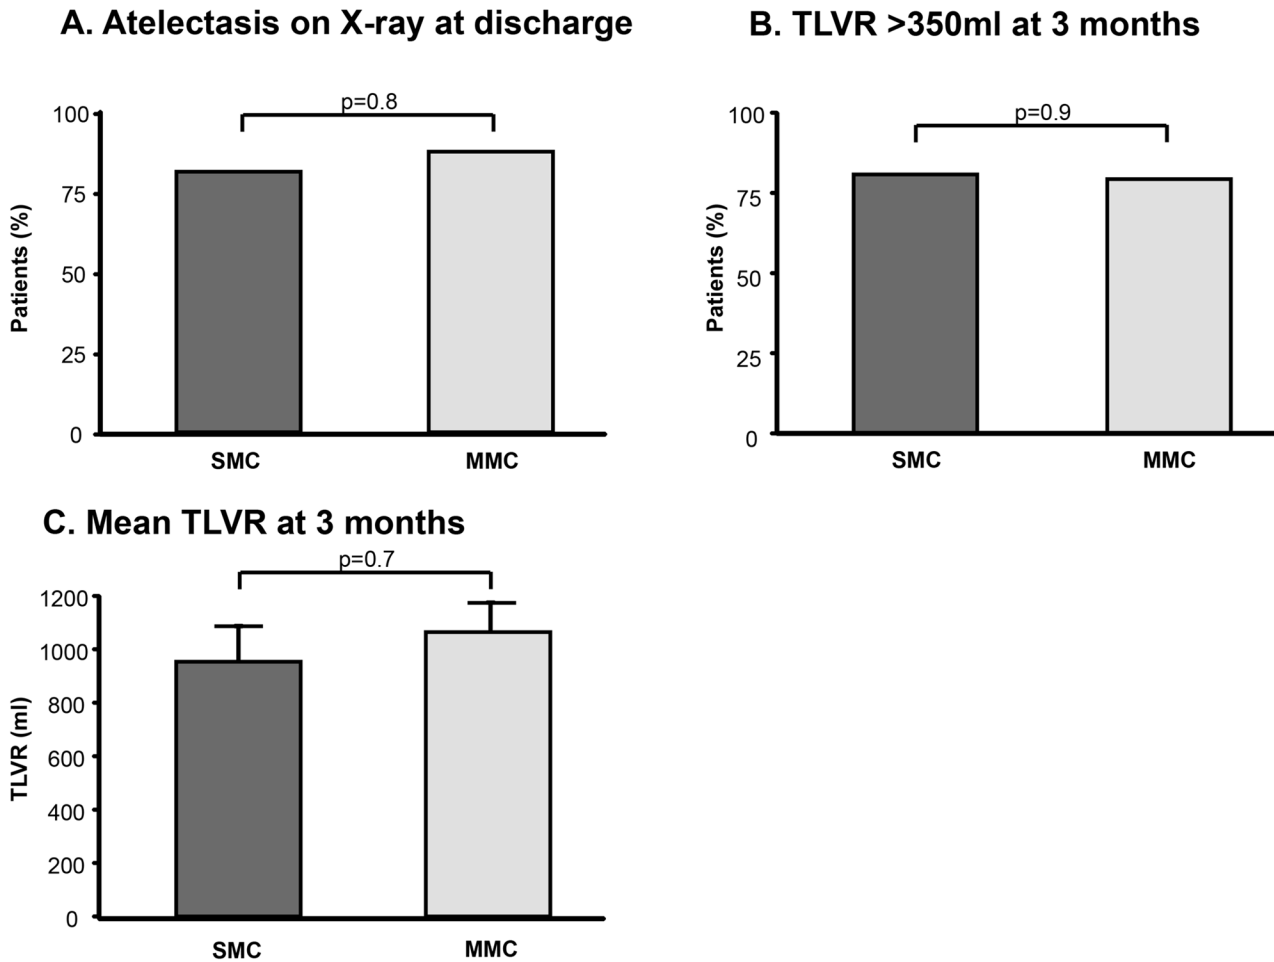 A. Atelectasis on X-ray at discharge
p=0.8
100
75
50
25
0
Patients (%)
SMC
MMC
B. TLVR >350ml at 3 months
p=0.9
100
75
50
25
0
Patients (%)
SMC
MMC
C. Mean TLVR at 3 months
p=0.7
1200
1000
800
600
400
200
0
TLVR (ml)
SMC
MMC